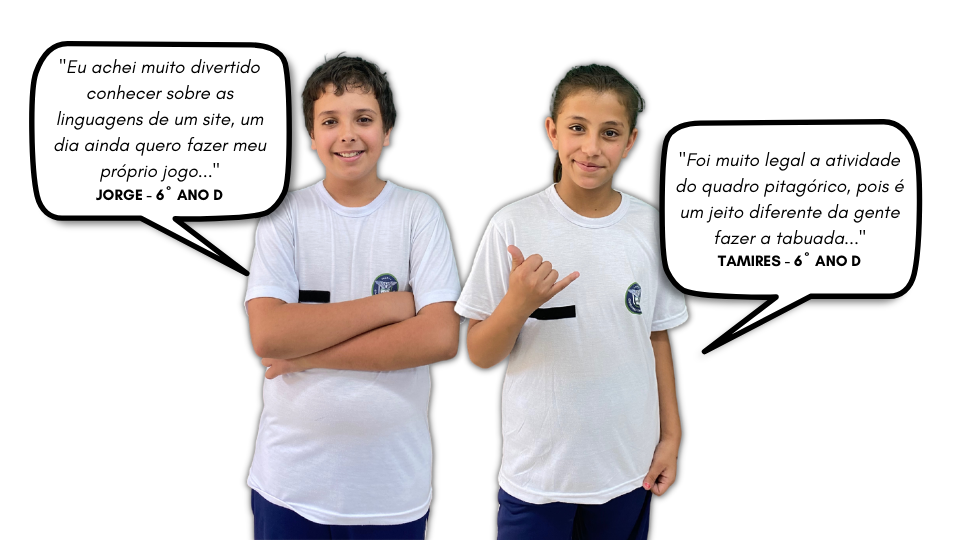 "Eu achei muito divertido
conhecer sobre as
linguagens de um site, um
dia ainda quero fazer meu
próprio jogo..."
JORGE - 6° ANO D
"Foi muito legal a atividade
do quadro pitagórico, pois é
um jeito diferente da gente
fazer a tabuada..."
TAMIRES - 6° ANO D